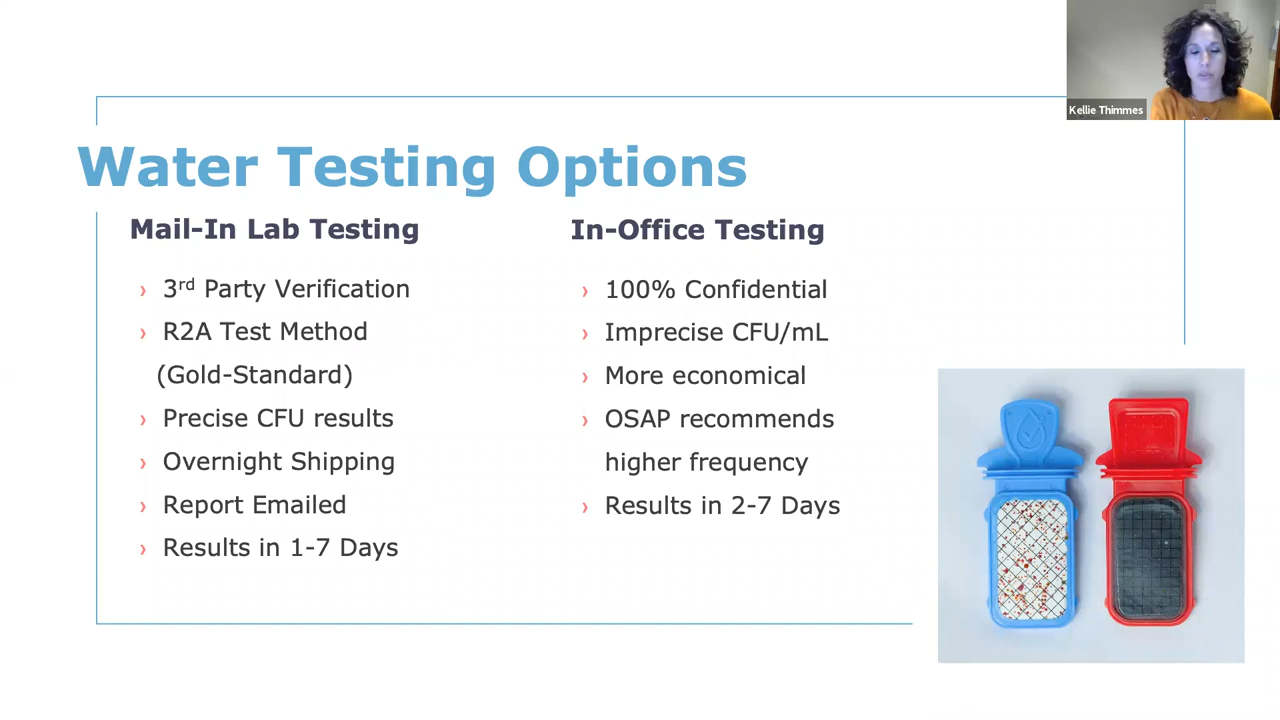 Kellie Thimmes
Water Testing Options
Mail-In Lab Testing
› 3rd Party Verification
› R2A Test Method
(Gold-Standard)
› Precise CFU results
› Overnight Shipping
› Report Emailed
› Results in 1-7 Days
In-Office Testing
› 100% Confidential
› Imprecise CFU/mL
› More economical
› OSAP recommends
higher frequency
› Results in 2-7 Days